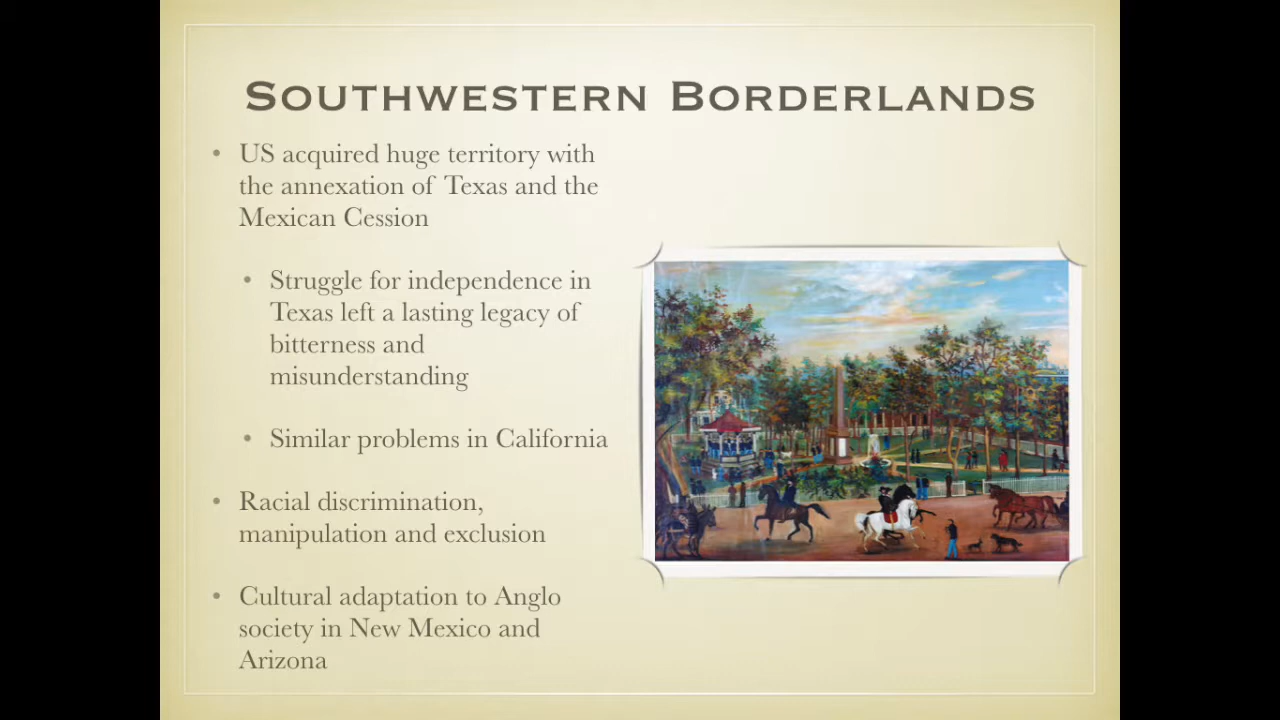 Southwestern Borderlands
• US acquired huge territory with
the annexation of Texas and the
Mexican Cession
• Struggle for independence in
Texas left a lasting legacy of
bitterness and
misunderstanding
• Similar problems in California
• Racial discrimination,
manipulation and exclusion
• Cultural adaptation to Anglo
society in New Mexico and
Arizona